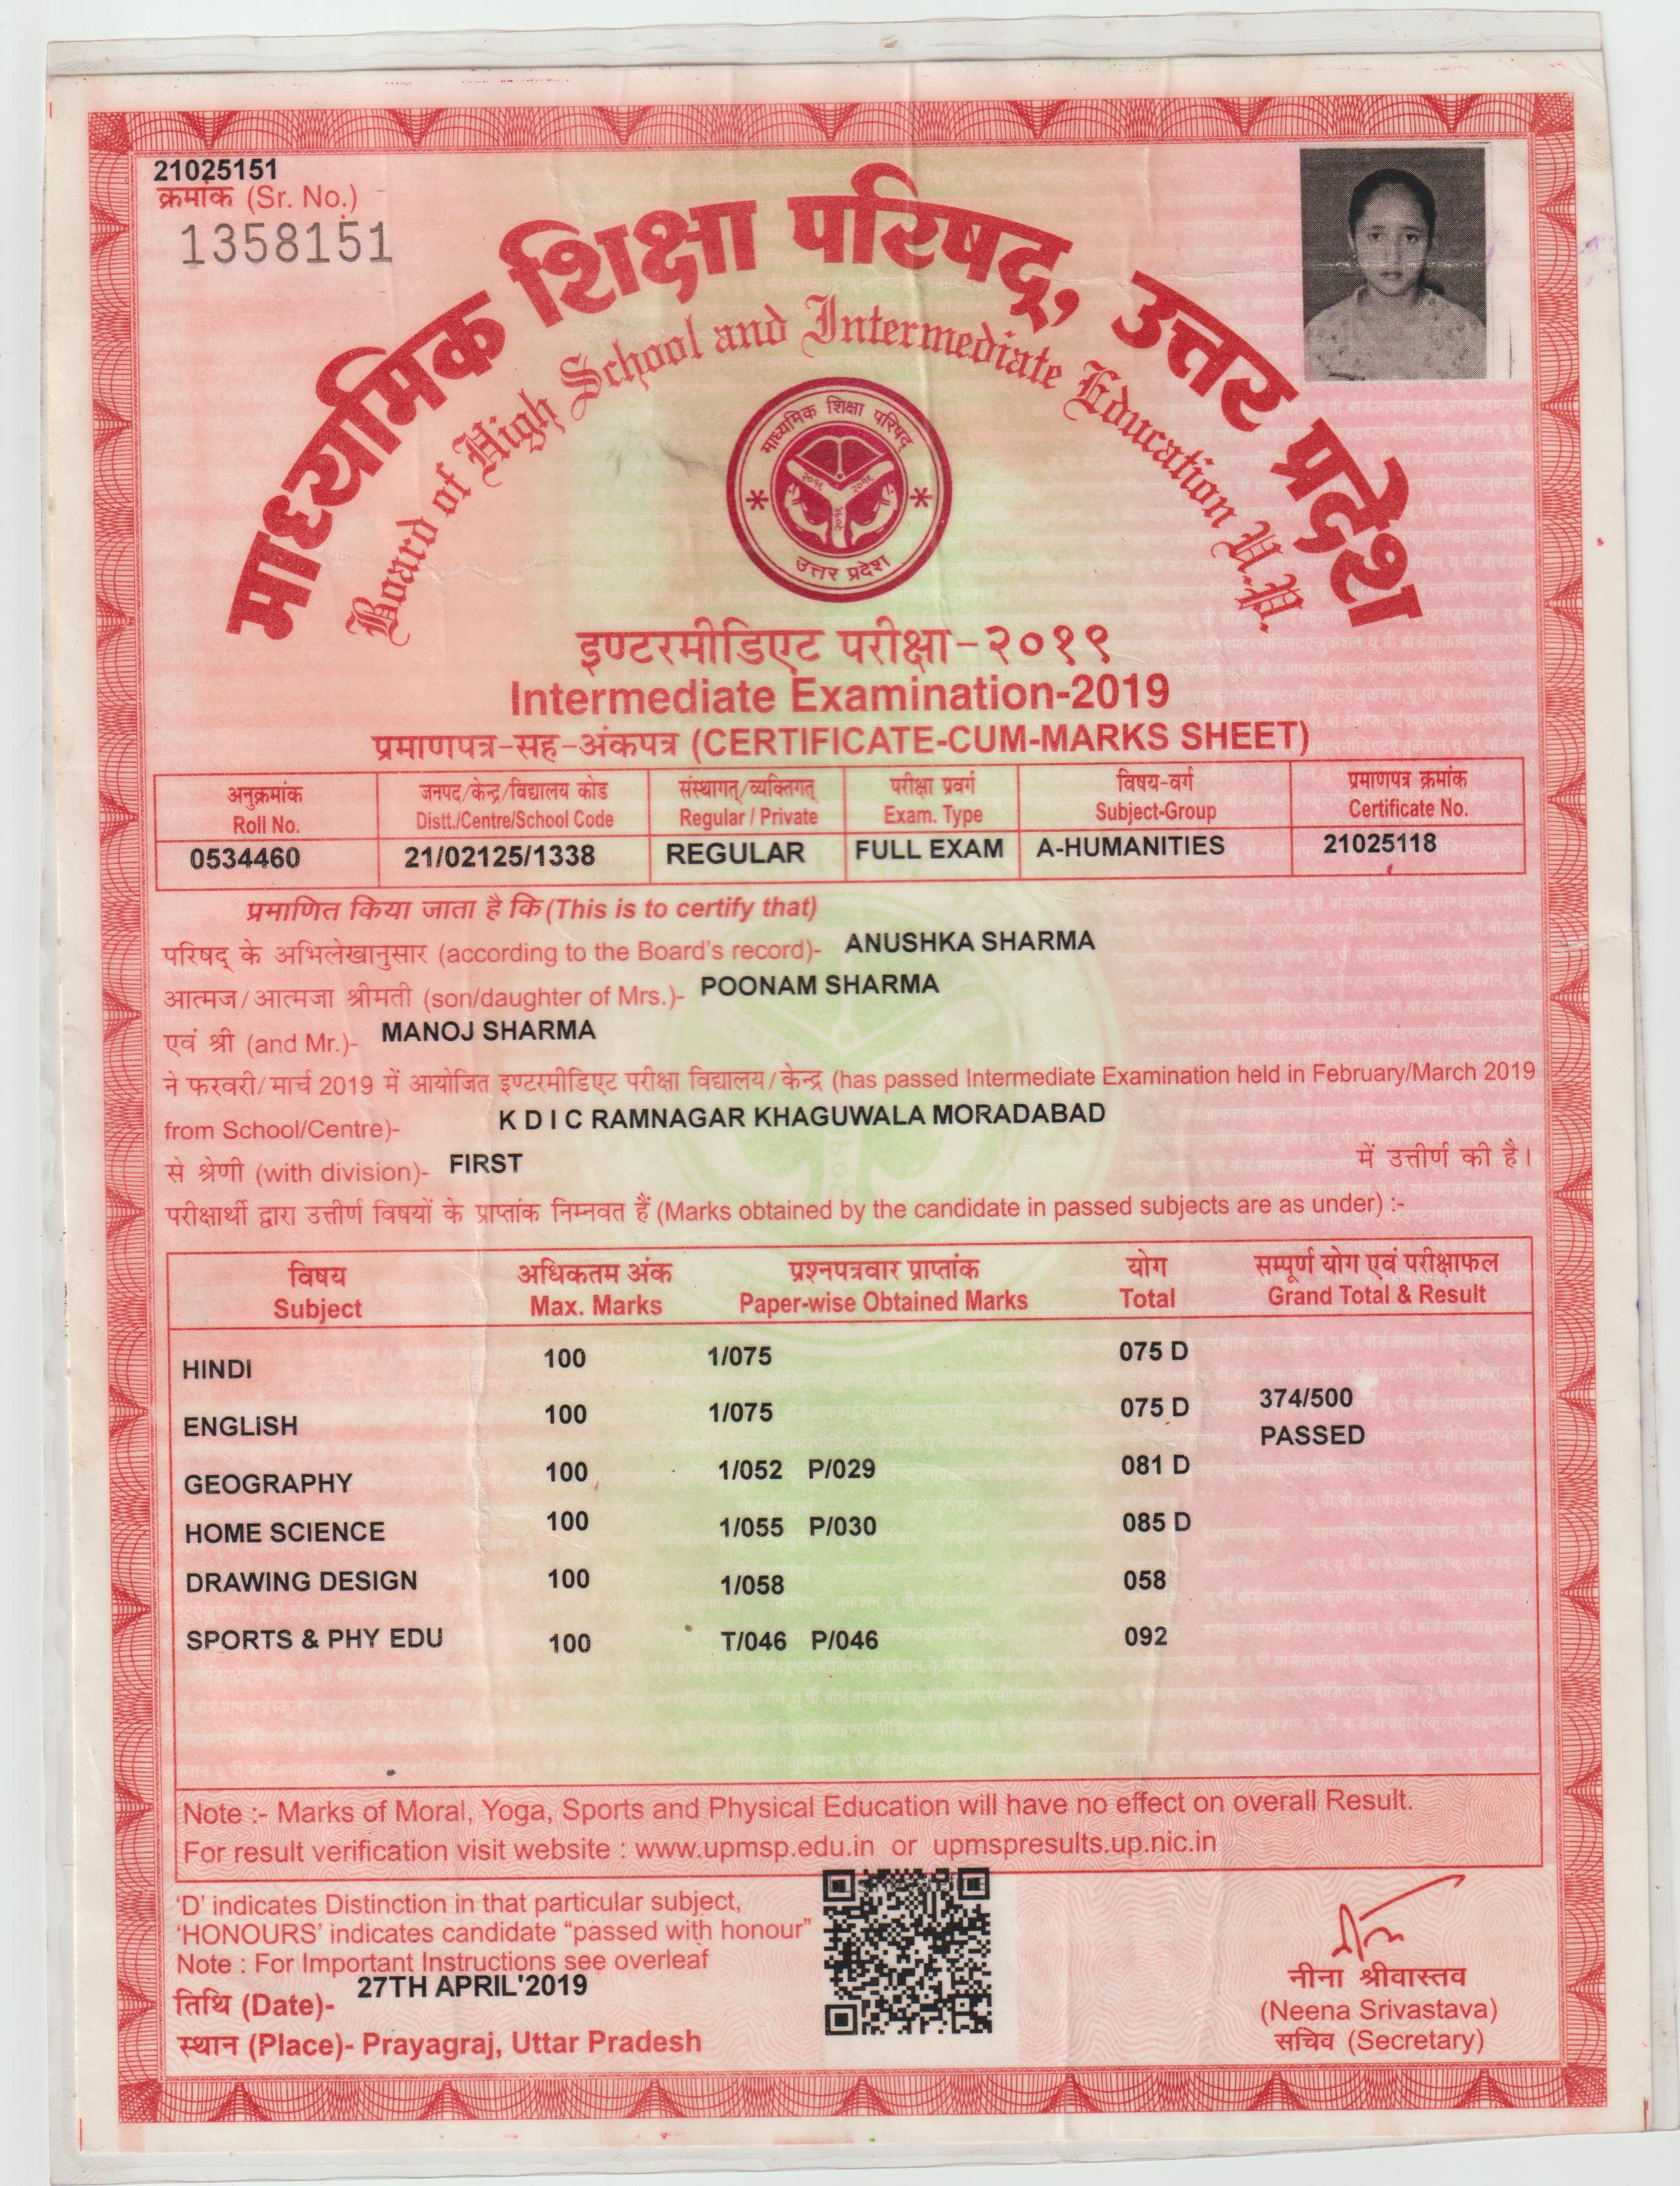 21025151
क्रमांक (Sr. No.)
1358151
माध्यमिक शिक्षा परिषद्, उत्तर प्रदेश
Board of High School and Intermediate Education U.P.
माध्यमिक शिक्षा परिषद्
२०१६ २०१६
उत्तर प्रदेश
इण्टरमीडिएट परीक्षा-२०१९
Intermediate Examination-2019
प्रमाणपत्र-सह-अंकपत्र (CERTIFICATE-CUM-MARKS SHEET)
अनुक्रमांक जनपद/केन्द्र/विद्यालय कोड संस्थागत्/व्यक्तिगत् परीक्षा प्रवर्ग विषय-वर्ग प्रमाणपत्र क्रमांक
Roll No. Distt./Centre/School Code Regular / Private Exam. Type Subject-Group Certificate No.
0534460 21/02125/1338 REGULAR FULL EXAM A-HUMANITIES 21025118
प्रमाणित किया जाता है कि (This is to certify that)
परिषद् के अभिलेखानुसार (according to the Board's record)- ANUSHKA SHARMA
आत्मज/आत्मजा श्रीमती (son/daughter of Mrs.)- POONAM SHARMA
एवं श्री (and Mr.)- MANOJ SHARMA
ने फरवरी/मार्च 2019 में आयोजित इण्टरमीडिएट परीक्षा विद्यालय/केन्द्र (has passed Intermediate Examination held in February/March 2019
from School/Centre)- K D I C RAMNAGAR KHAGUWALA MORADABAD
से श्रेणी (with division)- FIRST में उत्तीर्ण की है।
परीक्षार्थी द्वारा उत्तीर्ण विषयों के प्राप्तांक निम्नवत हैं (Marks obtained by the candidate in passed subjects are as under) :-
विषय अधिकतम अंक प्रश्नपत्रवार प्राप्तांक योग सम्पूर्ण योग एवं परीक्षाफल
Subject Max. Marks Paper-wise Obtained Marks Total Grand Total & Result
HINDI 100 1/075 075 D
ENGLiSH 100 1/075 075 D 374/500
PASSED
GEOGRAPHY 100 1/052 P/029 081 D
HOME SCIENCE 100 1/055 P/030 085 D
DRAWING DESIGN 100 1/058 058
SPORTS & PHY EDU 100 T/046 P/046 092
Note :- Marks of Moral, Yoga, Sports and Physical Education will have no effect on overall Result.
For result verification visit website : www.upmsp.edu.in or upmspresults.up.nic.in
'D' indicates Distinction in that particular subject,
'HONOURS' indicates candidate "passed with honour"
Note : For Important Instructions see overleaf
तिथि (Date)- 27TH APRIL'2019
स्थान (Place)- Prayagraj, Uttar Pradesh
नीना श्रीवास्तव
(Neena Srivastava)
सचिव (Secretary)